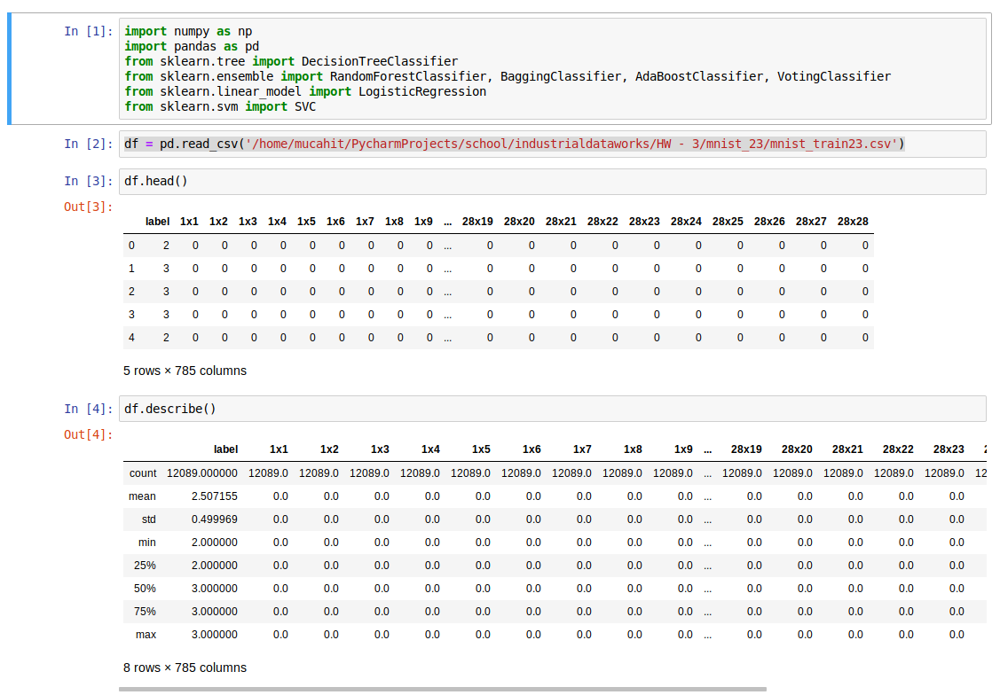 In [1]: import numpy as np
import pandas as pd
from sklearn.tree import DecisionTreeClassifier
from sklearn.ensemble import RandomForestClassifier, BaggingClassifier, AdaBoostClassifier, VotingClassifier
from sklearn.linear_model import LogisticRegression
from sklearn.svm import SVC
In [2]: df = pd.read_csv('/home/mucahit/PycharmProjects/school/industrialdataworks/HW - 3/mnist_23/mnist_train23.csv')
In [3]: df.head()
Out[3]:
label 1x1 1x2 1x3 1x4 1x5 1x6 1x7 1x8 1x9 ... 28x19 28x20 28x21 28x22 28x23 28x24 28x25 28x26 28x27 28x28
0 2 0 0 0 0 0 0 0 0 0 ... 0 0 0 0 0 0 0 0 0 0
1 3 0 0 0 0 0 0 0 0 0 ... 0 0 0 0 0 0 0 0 0 0
2 3 0 0 0 0 0 0 0 0 0 ... 0 0 0 0 0 0 0 0 0 0
3 3 0 0 0 0 0 0 0 0 0 ... 0 0 0 0 0 0 0 0 0 0
4 2 0 0 0 0 0 0 0 0 0 ... 0 0 0 0 0 0 0 0 0 0
5 rows × 785 columns
In [4]: df.describe()
Out[4]:
label 1x1 1x2 1x3 1x4 1x5 1x6 1x7 1x8 1x9 ... 28x19 28x20 28x21 28x22 28x23
count 12089.000000 12089.0 12089.0 12089.0 12089.0 12089.0 12089.0 12089.0 12089.0 12089.0 ... 12089.0 12089.0 12089.0 12089.0 12089.0 12
mean 2.507155 0.0 0.0 0.0 0.0 0.0 0.0 0.0 0.0 0.0 ... 0.0 0.0 0.0 0.0 0.0
std 0.499969 0.0 0.0 0.0 0.0 0.0 0.0 0.0 0.0 0.0 ... 0.0 0.0 0.0 0.0 0.0
min 2.000000 0.0 0.0 0.0 0.0 0.0 0.0 0.0 0.0 0.0 ... 0.0 0.0 0.0 0.0 0.0
25% 2.000000 0.0 0.0 0.0 0.0 0.0 0.0 0.0 0.0 0.0 ... 0.0 0.0 0.0 0.0 0.0
50% 3.000000 0.0 0.0 0.0 0.0 0.0 0.0 0.0 0.0 0.0 ... 0.0 0.0 0.0 0.0 0.0
75% 3.000000 0.0 0.0 0.0 0.0 0.0 0.0 0.0 0.0 0.0 ... 0.0 0.0 0.0 0.0 0.0
max 3.000000 0.0 0.0 0.0 0.0 0.0 0.0 0.0 0.0 0.0 ... 0.0 0.0 0.0 0.0 0.0
8 rows × 785 columns